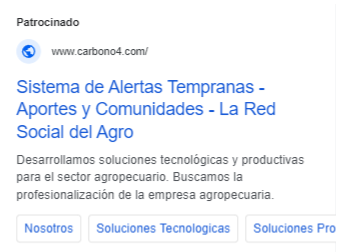 Patrocinado
www.carbono4.com/
Sistema de Alertas Tempranas -
Aportes y Comunidades - La Red
Social del Agro
Desarrollamos soluciones tecnológicas y productivas
para el sector agropecuario. Buscamos la
profesionalización de la empresa agropecuaria.
Nosotros
Soluciones Tecnologicas
Soluciones Pro